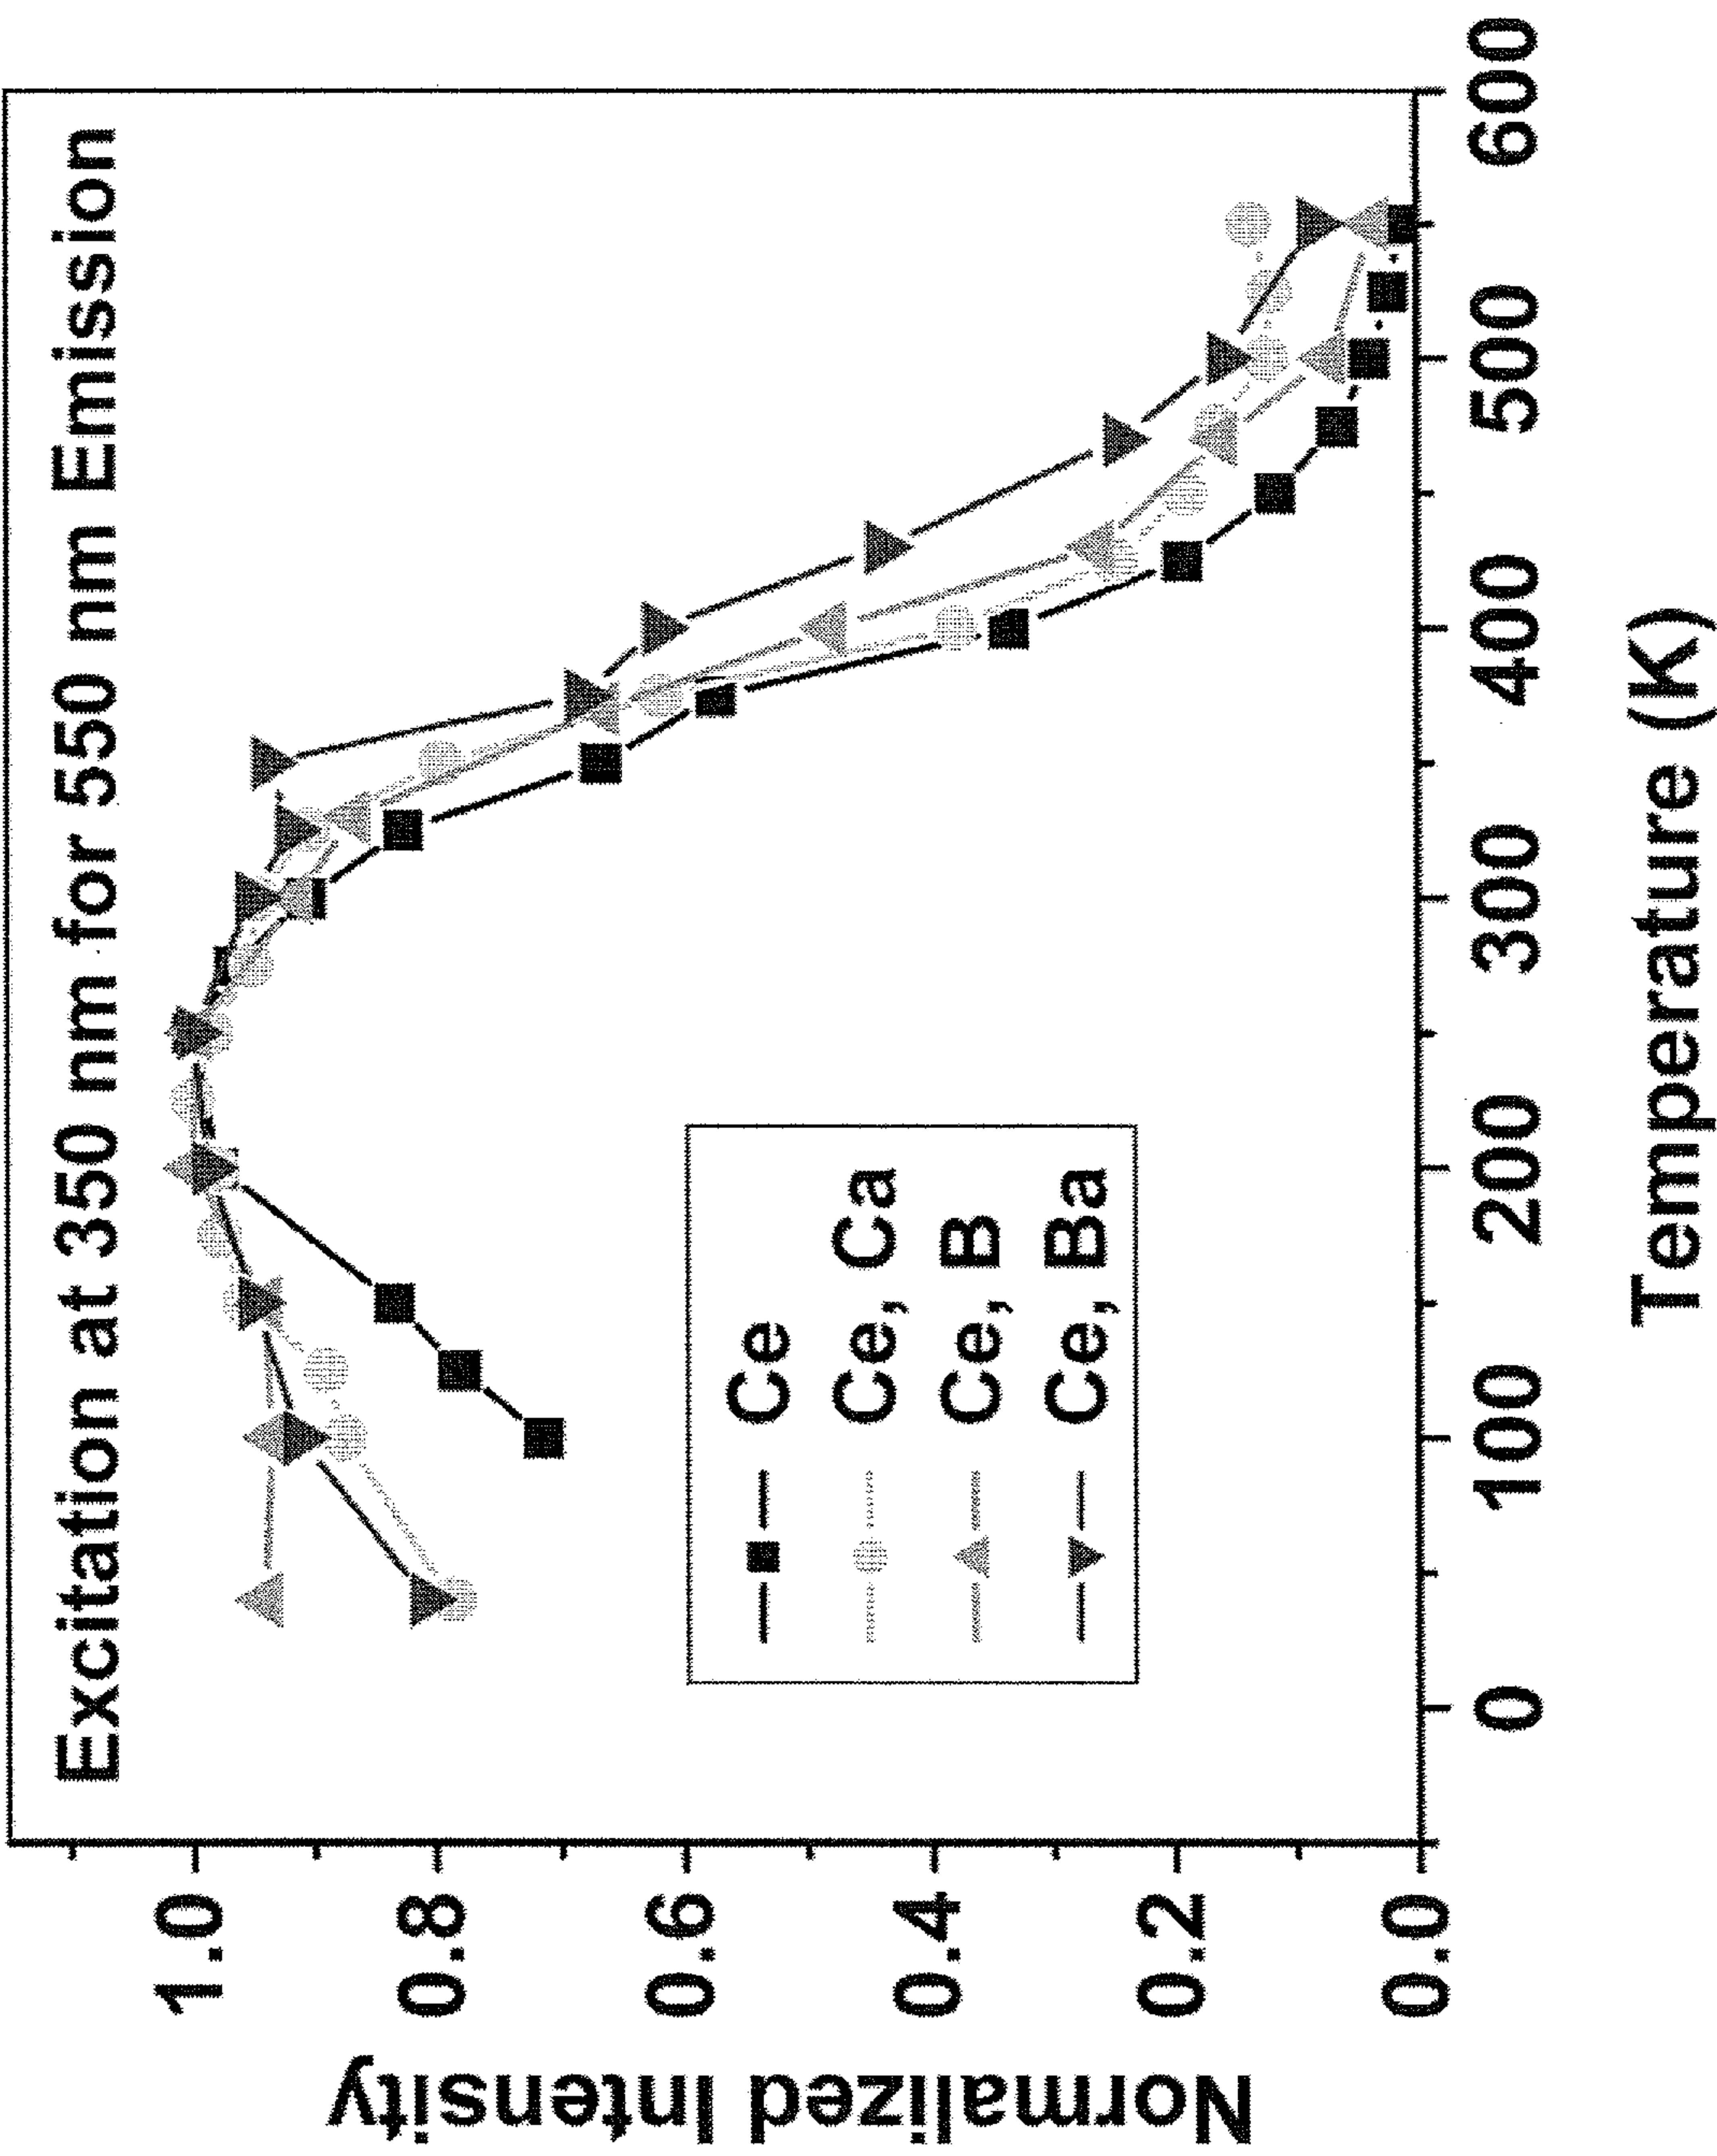 Excitation at 350 nm for 550 nm Emission
Normalized Intensity
1.0
0.8
0.6
0.4
0.2
0.0
Ce
Ce, Ca
Ce, B
Ce, Ba
0 100 200 300 400 500 600
Temperature (K)